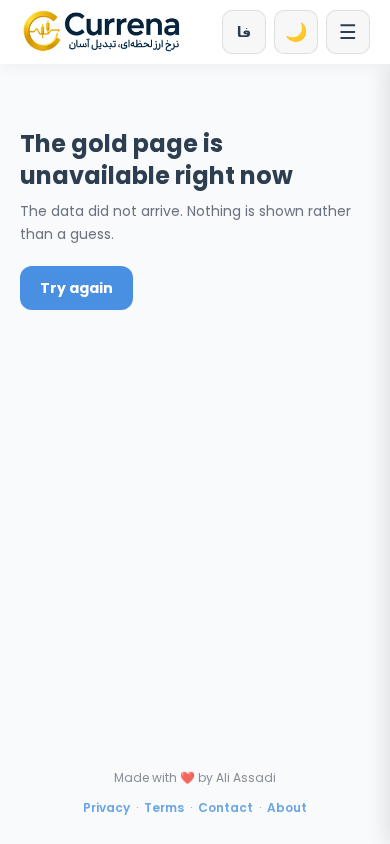 Currena
نرخ ارز لحظه‌ای، تبدیل آسان
فا
The gold page is
unavailable right now
The data did not arrive. Nothing is shown rather
than a guess.
Try again
Made with ❤️ by Ali Assadi
Privacy · Terms · Contact · About